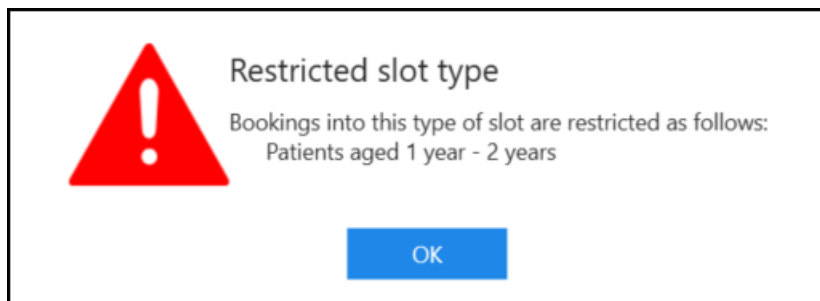 Restricted slot type
Bookings into this type of slot are restricted as follows:
Patients aged 1 year - 2 years
OK